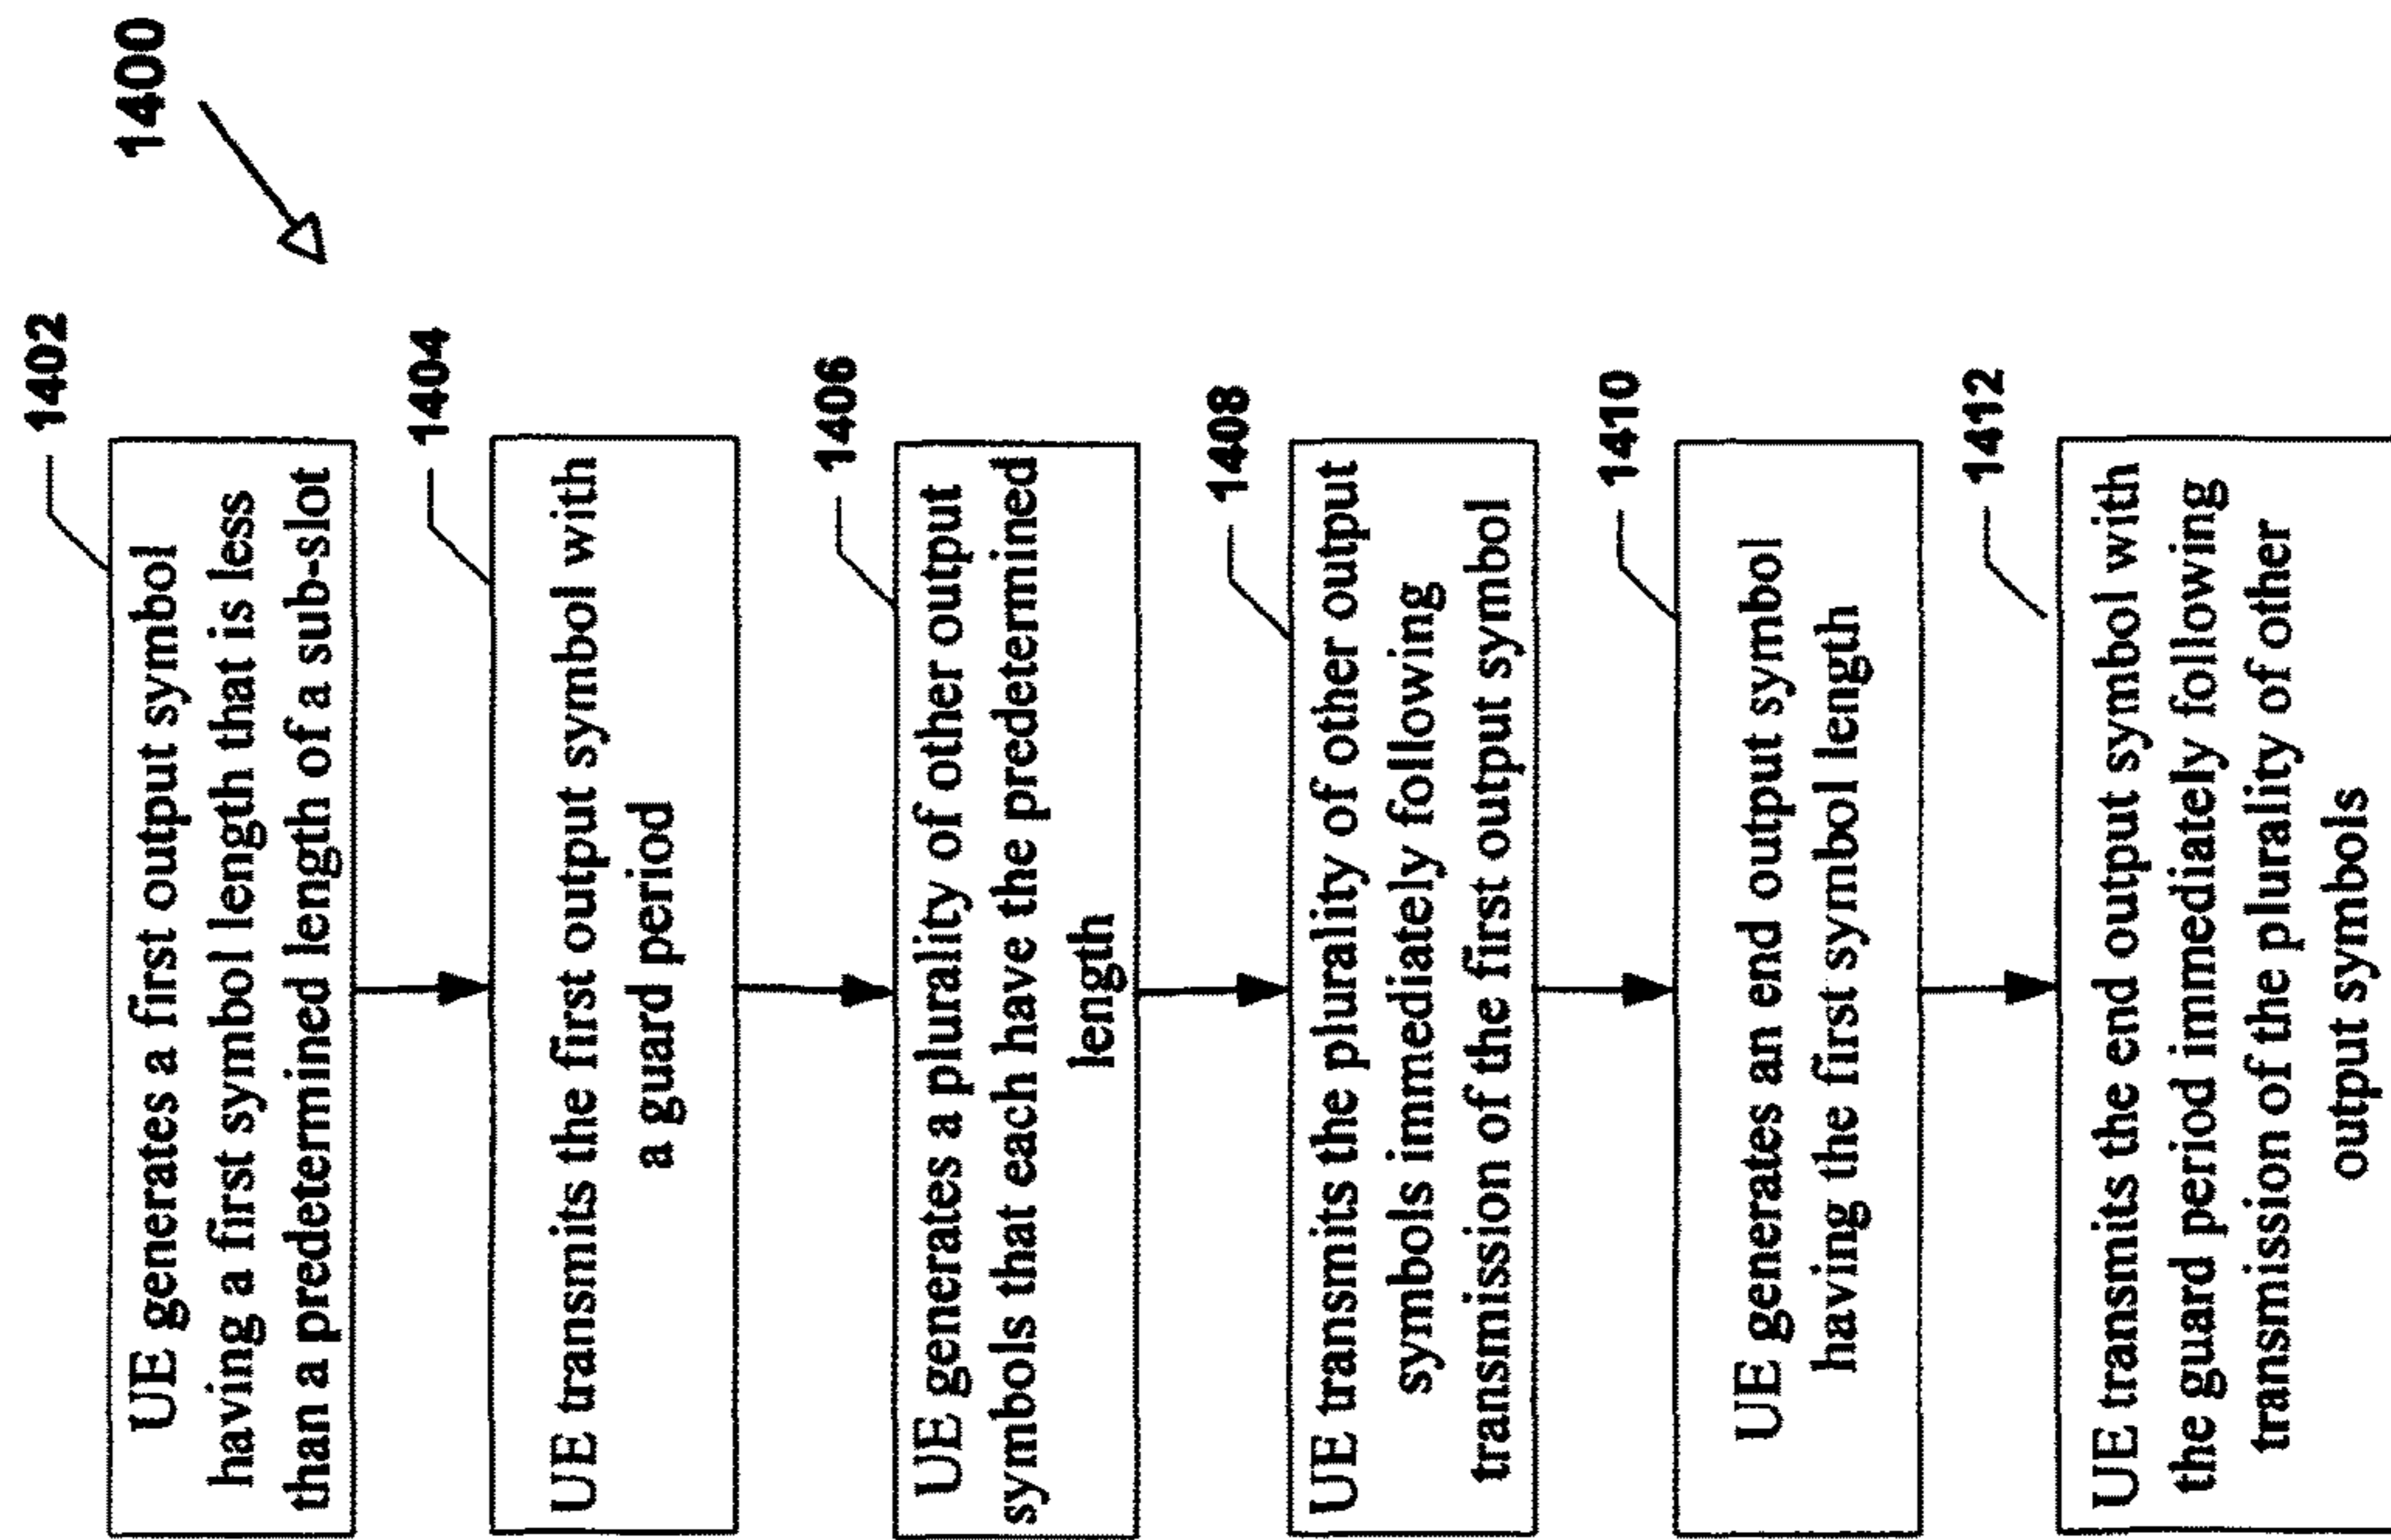 1400
1402
UE generates a first output symbol
having a first symbol length that is less
than a predetermined length of a sub-slot
1404
UE transmits the first output symbol with
a guard period
1406
UE generates a plurality of other output
symbols that each have the predetermined
length
1408
UE transmits the plurality of other output
symbols immediately following
transmission of the first output symbol
1410
UE generates an end output symbol
having the first symbol length
1412
UE transmits the end output symbol with
the guard period immediately following
transmission of the plurality of other
output symbols